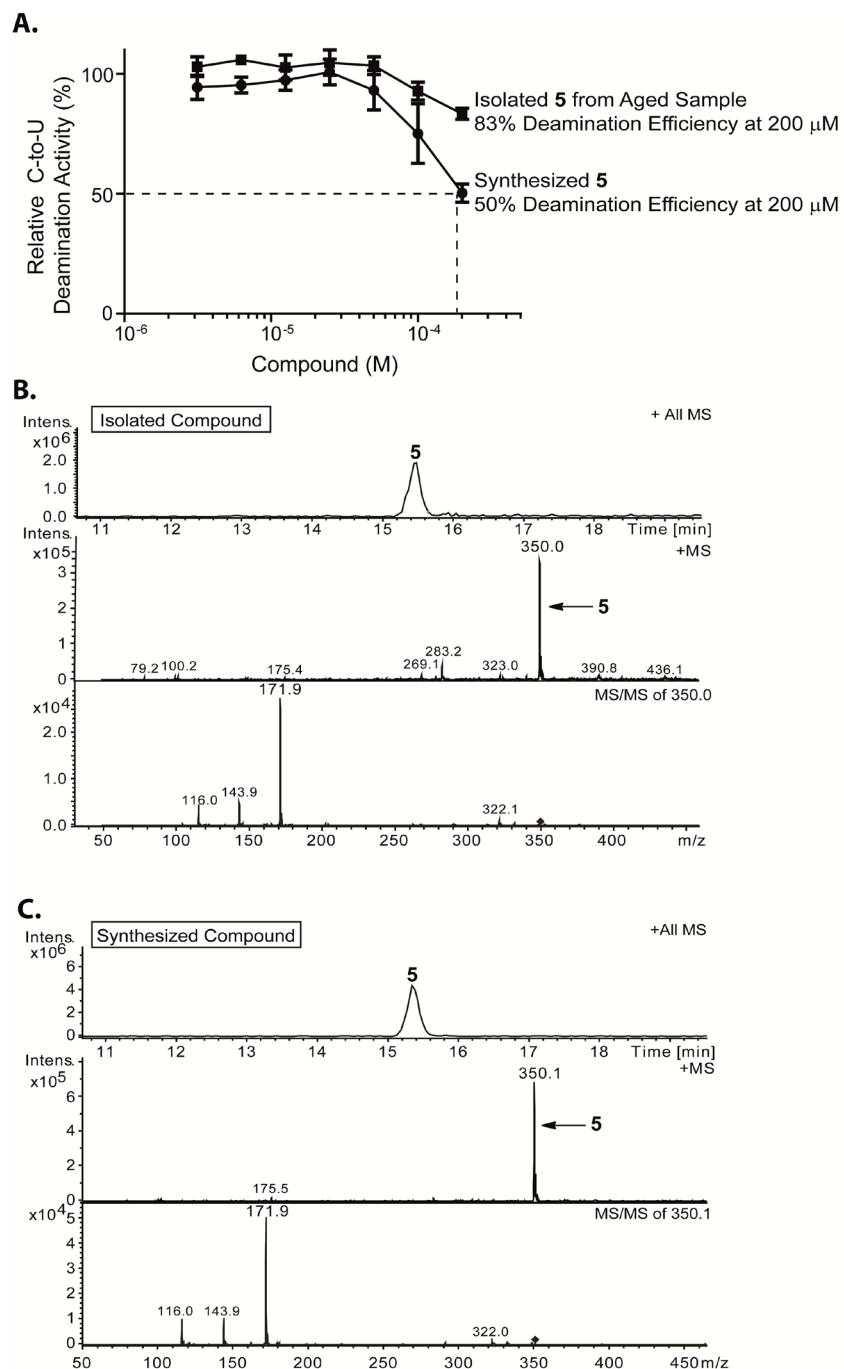 A.
Relative C-to-U
Deamination Activity (%)
100
50
0
10-6
10-5
10-4
Compound (M)
Isolated 5 from Aged Sample
83% Deamination Efficiency at 200 μM
Synthesized 5
50% Deamination Efficiency at 200 μM
B.
Isolated Compound
+ All MS
Intens.
x106
2.0
1.0
0.0
5
11 12 13 14 15 16 17 18 Time [min]
Intens.
x105
+MS
3
2
1
0
350.0
5
79.2 100.2 175.4 269.1 283.2 323.0 390.8 436.1
x104
2.0
1.0
0.0
MS/MS of 350.0
171.9
116.0 143.9 322.1
50 100 150 200 250 300 350 400 m/z
C.
Synthesized Compound
+All MS
Intens.
x106
6
4
2
0
5
11 12 13 14 15 16 17 18 Time [min]
Intens.
x105
+MS
6
4
2
0
350.1
5
175.5
x104
5
4
3
2
1
0
MS/MS of 350.1
171.9
116.0 143.9 322.0
50 100 150 200 250 300 350 400 450 m/z